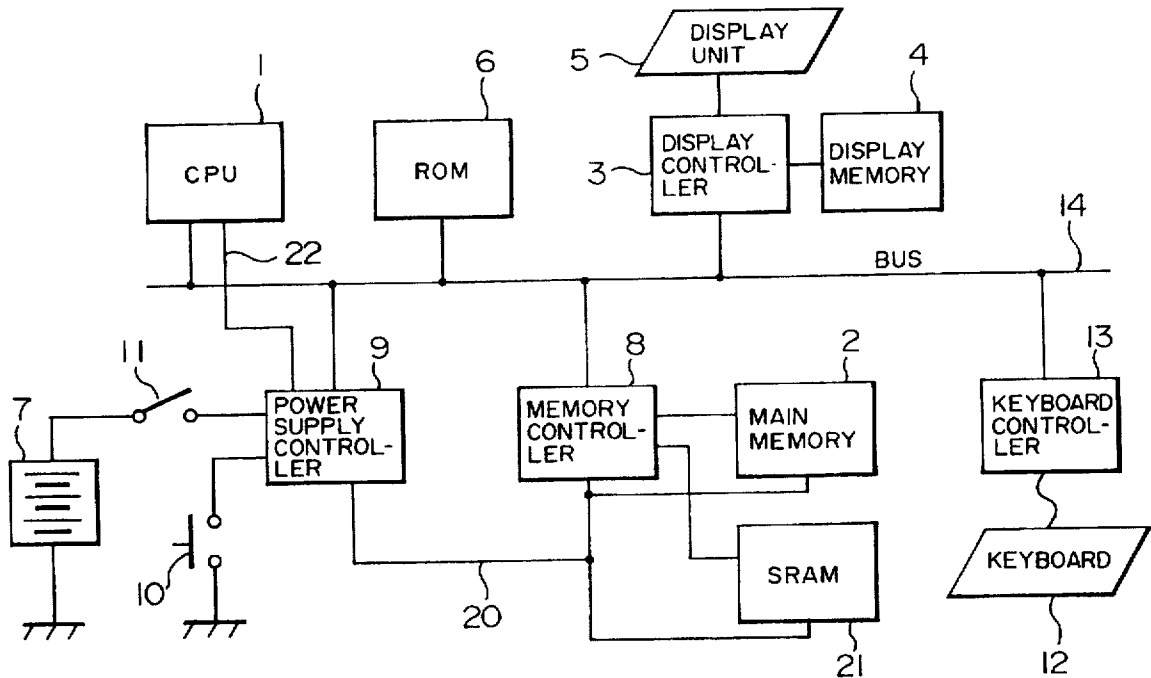 DISPLAY
UNIT
5
1
6
4
CPU
ROM
DISPLAY
CONTROL-
LER
3
DISPLAY
MEMORY
22
BUS
14
11
9
8
2
13
7
POWER
SUPPLY
CONTROL-
LER
MEMORY
CONTROL-
LER
MAIN
MEMORY
KEYBOARD
CONTROL-
LER
10
20
SRAM
21
KEYBOARD
12